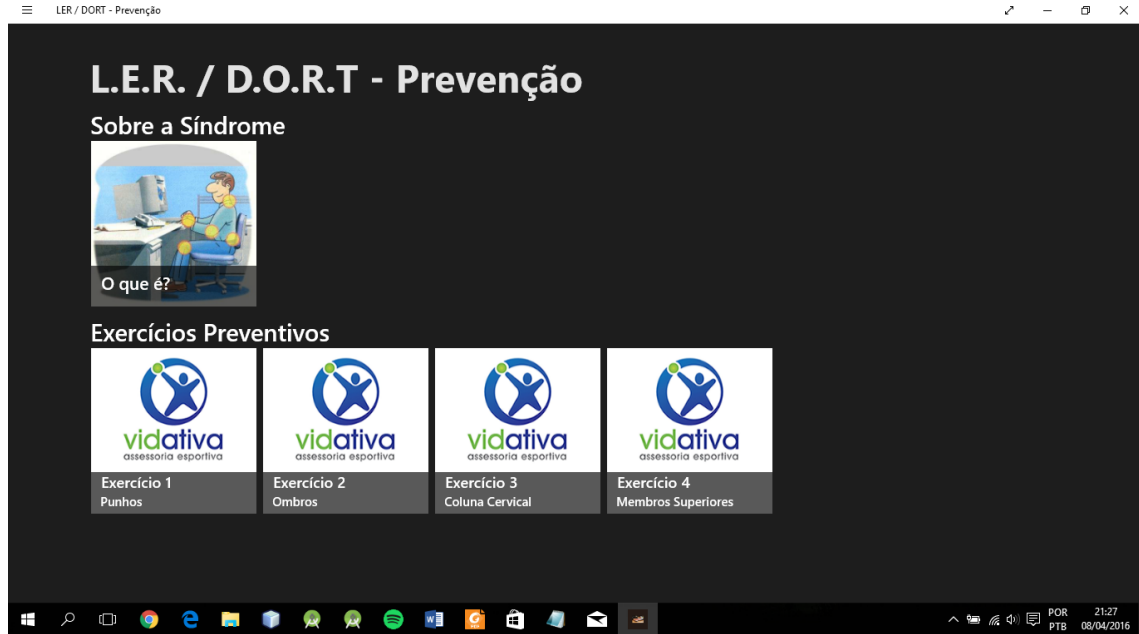 LER / DORT - Prevenção
L.E.R. / D.O.R.T - Prevenção
Sobre a Síndrome
O que é?
Exercícios Preventivos
vidativa
assessoria esportiva
Exercício 1
Punhos
vidativa
assessoria esportiva
Exercício 2
Ombros
vidativa
assessoria esportiva
Exercício 3
Coluna Cervical
vidativa
assessoria esportiva
Exercício 4
Membros Superiores
POR
PTB
21:27
08/04/2016